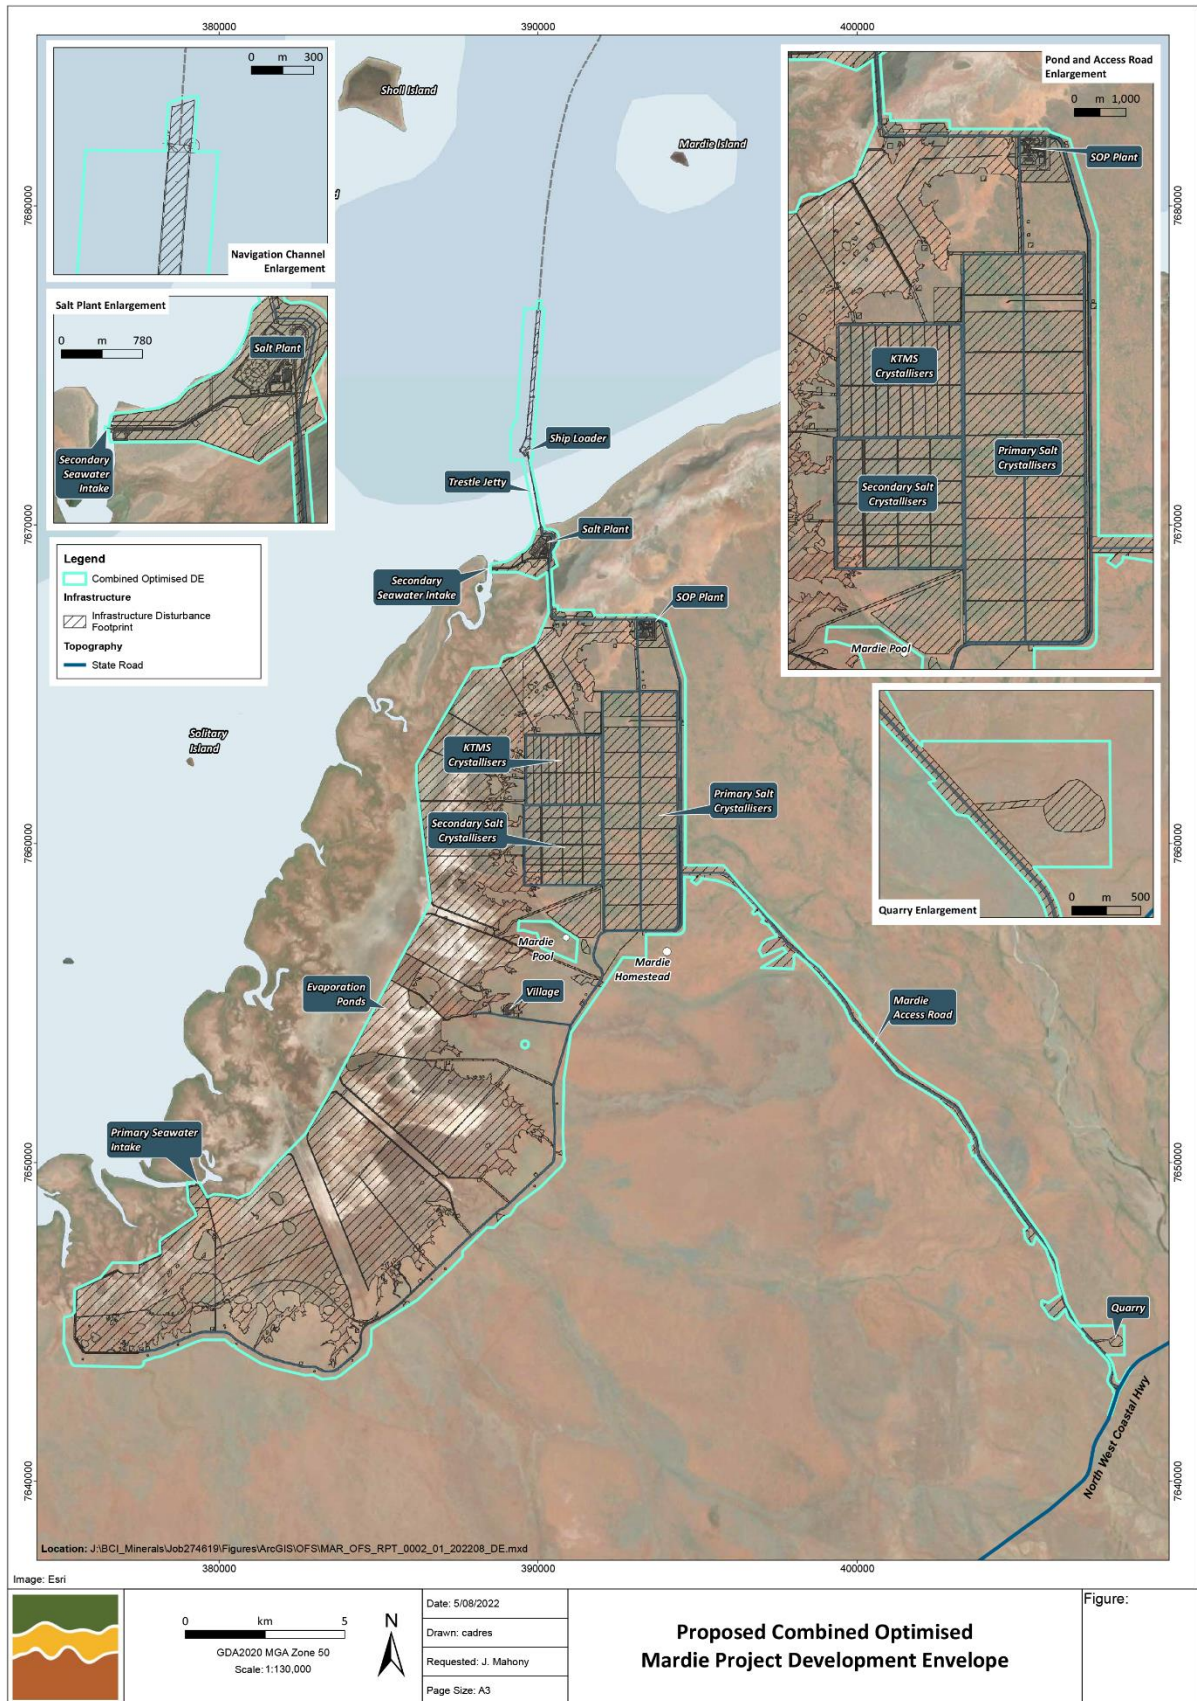 380000
390000
400000
0 m 300
Navigation Channel
Enlargement
Sholl Island
Mardie Island
Pond and Access Road
Enlargement
0 m 1,000
SOP Plant
KTMS
Crystallisers
Primary Salt
Crystallisers
Secondary Salt
Crystallisers
Mardie Pool
7680000
7680000
Salt Plant Enlargement
0 m 780
Salt Plant
Secondary
Seawater
Intake
Ship Loader
Trestle Jetty
Salt Plant
7670000
7670000
Legend
Combined Optimised DE
Infrastructure
Infrastructure Disturbance
Footprint
Topography
State Road
Secondary
Seawater Intake
SOP Plant
Solitary
Island
KTMS
Crystallisers
Primary Salt
Crystallisers
Secondary Salt
Crystallisers
7660000
7660000
Quarry Enlargement
0 m 500
Mardie
Pool
Mardie
Homestead
Evaporation
Ponds
Village
Mardie
Access Road
Primary Seawater
Intake
7650000
7650000
Quarry
North West Coastal Hwy
7640000
7640000
Location: J:\BCI_Minerals\Job274619\Figures\ArcGIS\OFS\MAR_OFS_RPT_0002_01_202208_DE.mxd
380000
390000
400000
Image: Esri
0 km 5
GDA2020 MGA Zone 50
Scale: 1:130,000
N
Date: 5/08/2022
Drawn: cadres
Requested: J. Mahony
Page Size: A3
Proposed Combined Optimised
Mardie Project Development Envelope
Figure: